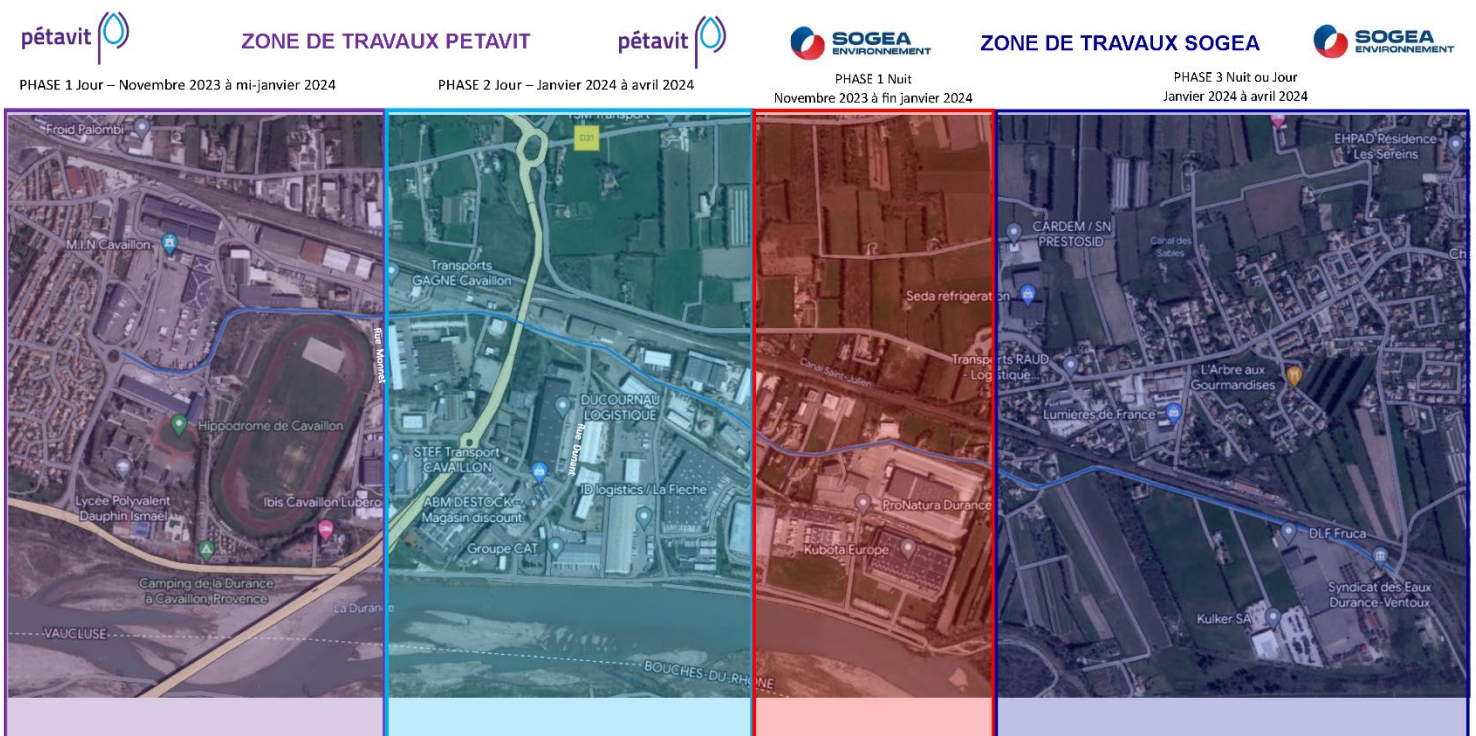 pétavit
ZONE DE TRAVAUX PETAVIT
pétavit
SOGEA
ENVIRONNEMENT
ZONE DE TRAVAUX SOGEA
SOGEA
ENVIRONNEMENT
PHASE 1 Jour – Novembre 2023 à mi-janvier 2024
PHASE 2 Jour – Janvier 2024 à avril 2024
PHASE 1 Nuit
Novembre 2023 à fin janvier 2024
PHASE 3 Nuit ou Jour
Janvier 2024 à avril 2024
Froid Palombi
M.I.N Cavaillon
Rue Monnet
Hippodrome de Cavaillon
Lycée Polyvalent
Dauphin Ismaël
Ibis Cavaillon Lubero
Camping de la Durance
à Cavaillon, Provence
La Durance
VAUCLUSE
Transport
D31
Transports
GAGNE Cavaillon
DUCOURNAU
LOGISTIQUE
Rue Dunant
STEF Transport
CAVAILLON
ABM DESTOCK –
Magasin discount
ID logistics / La Fleche
Groupe CAT
BOUCHES-DU-RHÔNE
Seda réfrigération
Transports RAUD
- Logistique...
Canal Saint-Julien
ProNatura Durance
Kubota Europe
EHPAD Résidence
Les Sereins
CARDEM / SN
PRESTOSID
Canal des
Sables
Ch
L'Arbre aux
Gourmandises
Lumières de France
DLF Fruca
Syndicat des Eaux
Durance-Ventoux
Kulker SA